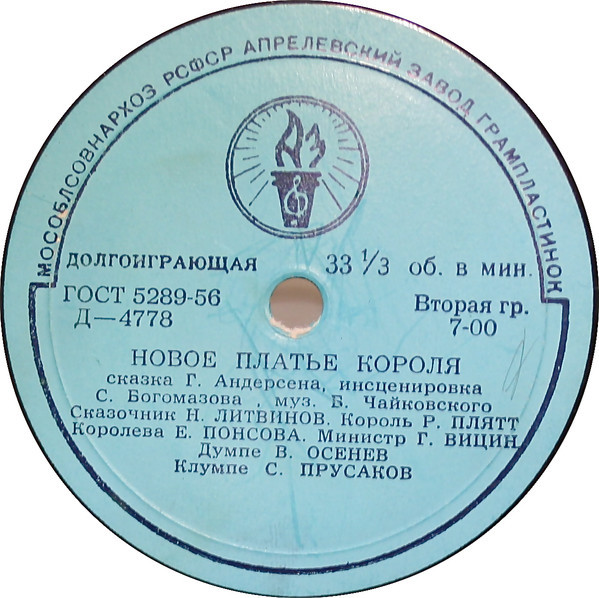 МОСОБЛСОВНАРХОЗ РСФСР АПРЕЛЕВСКИЙ ЗАВОД ГРАМПЛАСТИНОК
АЗ
ДОЛГОИГРАЮЩАЯ 33 1/3 об. в мин.
ГОСТ 5289-56 Вторая гр.
Д—4778 7-00
НОВОЕ ПЛАТЬЕ КОРОЛЯ
сказка Г. Андерсена, инсценировка
С. Богомазова , муз. Б. Чайковского
Сказочник Н. ЛИТВИНОВ. Король Р. ПЛЯТТ
Королева Е. ПОНСОВА. Министр Г. ВИЦИН
Думпе В. ОСЕНЕВ
Клумпе С. ПРУСАКОВ